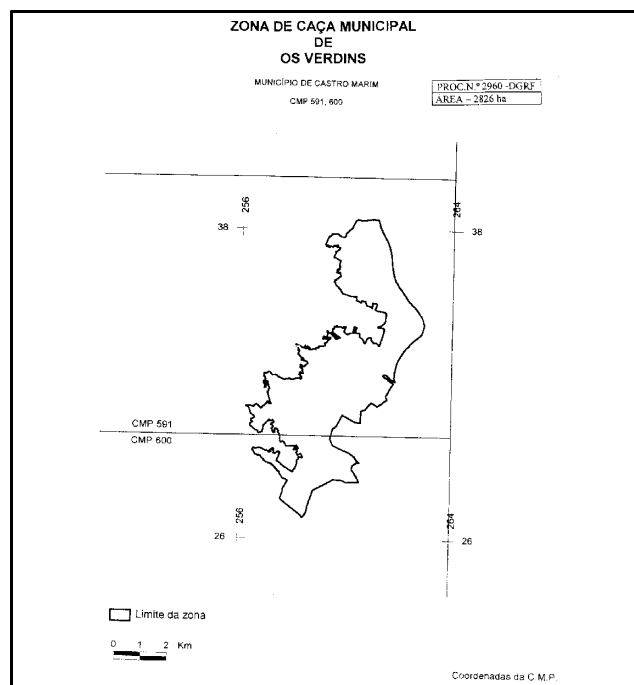 ZONA DE CAÇA MUNICIPAL
DE
OS VERDINS
MUNICÍPIO DE CASTRO MARIM
CMP 591, 600
PROC.N.º 2960 -DGRF
ÁREA – 2826 ha
256
264
38
38
CMP 591
CMP 600
256
264
26
26
Limite da zona
0 1 2 Km
Coordenadas da C.M.P.